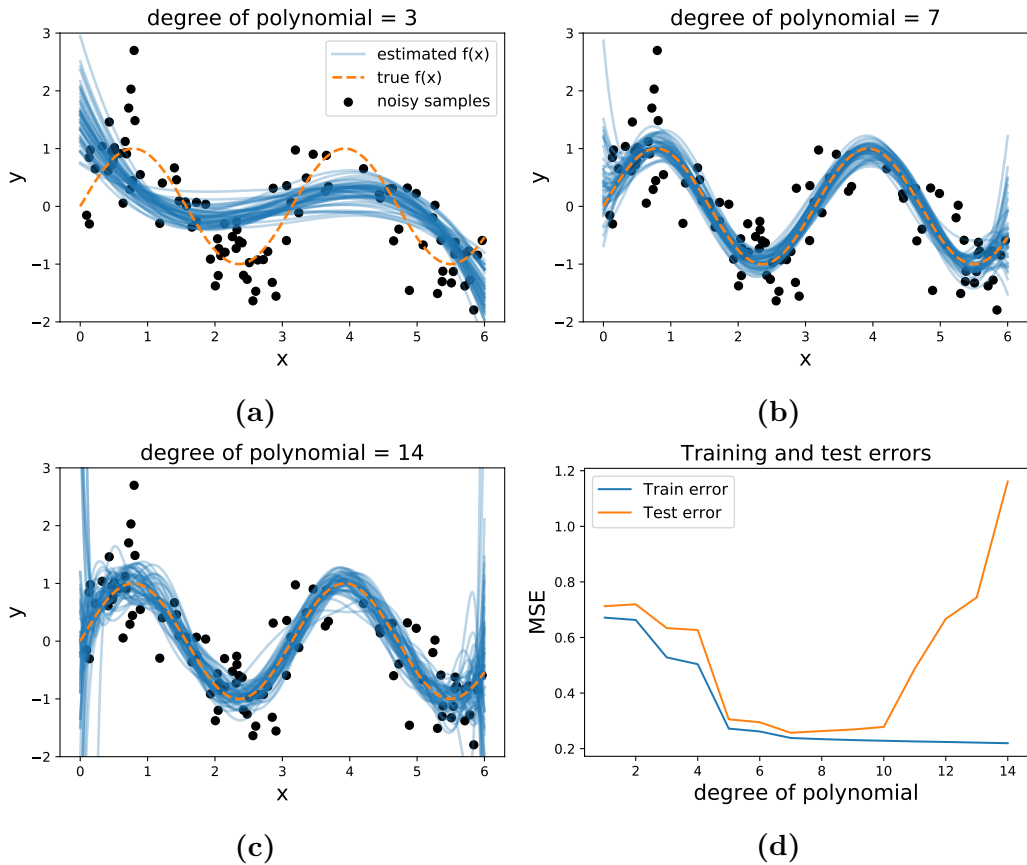 degree of polynomial = 3
3
2
1
0
−1
−2
y
estimated f(x)
true f(x)
noisy samples
0 1 2 3 4 5 6
x
(a)
degree of polynomial = 7
3
2
1
0
−1
−2
y
0 1 2 3 4 5 6
x
(b)
degree of polynomial = 14
3
2
1
0
−1
−2
y
0 1 2 3 4 5 6
x
(c)
Training and test errors
1.2
1.0
0.8
0.6
0.4
0.2
MSE
Train error
Test error
2 4 6 8 10 12 14
degree of polynomial
(d)